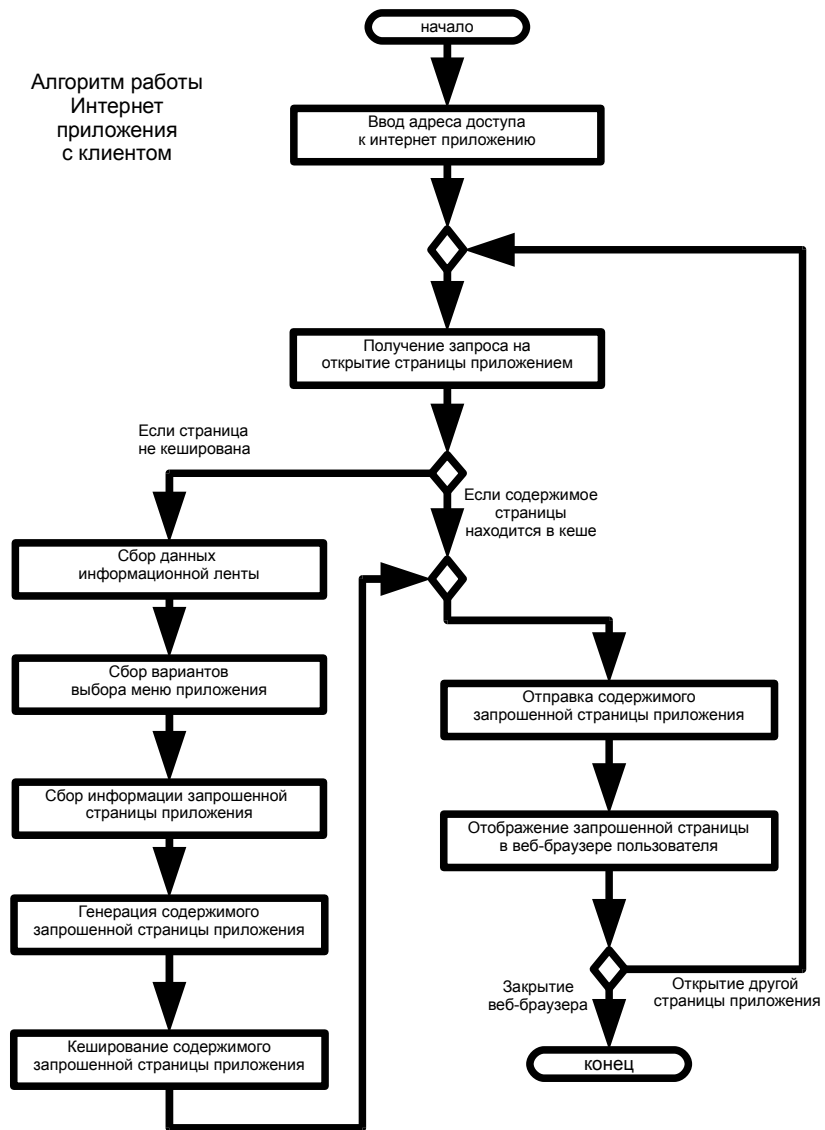 начало
Алгоритм работы
Интернет
приложения
с клиентом
Ввод адреса доступа
к интернет приложению
Получение запроса на
открытие страницы приложением
Если страница
не кеширована
Если содержимое
страницы
находится в кеше
Сбор данных
информационной ленты
Сбор вариантов
выбора меню приложения
Сбор информации запрошенной
страницы приложения
Генерация содержимого
запрошенной страницы приложения
Кеширование содержимого
запрошенной страницы приложения
Отправка содержимого
запрошенной страницы приложения
Отображение запрошенной страницы
в веб-браузере пользователя
Закрытие
веб-браузера
Открытие другой
страницы приложения
конец